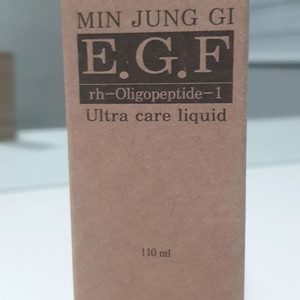 MIN JUNG GI
E.G.F
rh-Oligopeptide-1
Ultra care liquid
110 ml